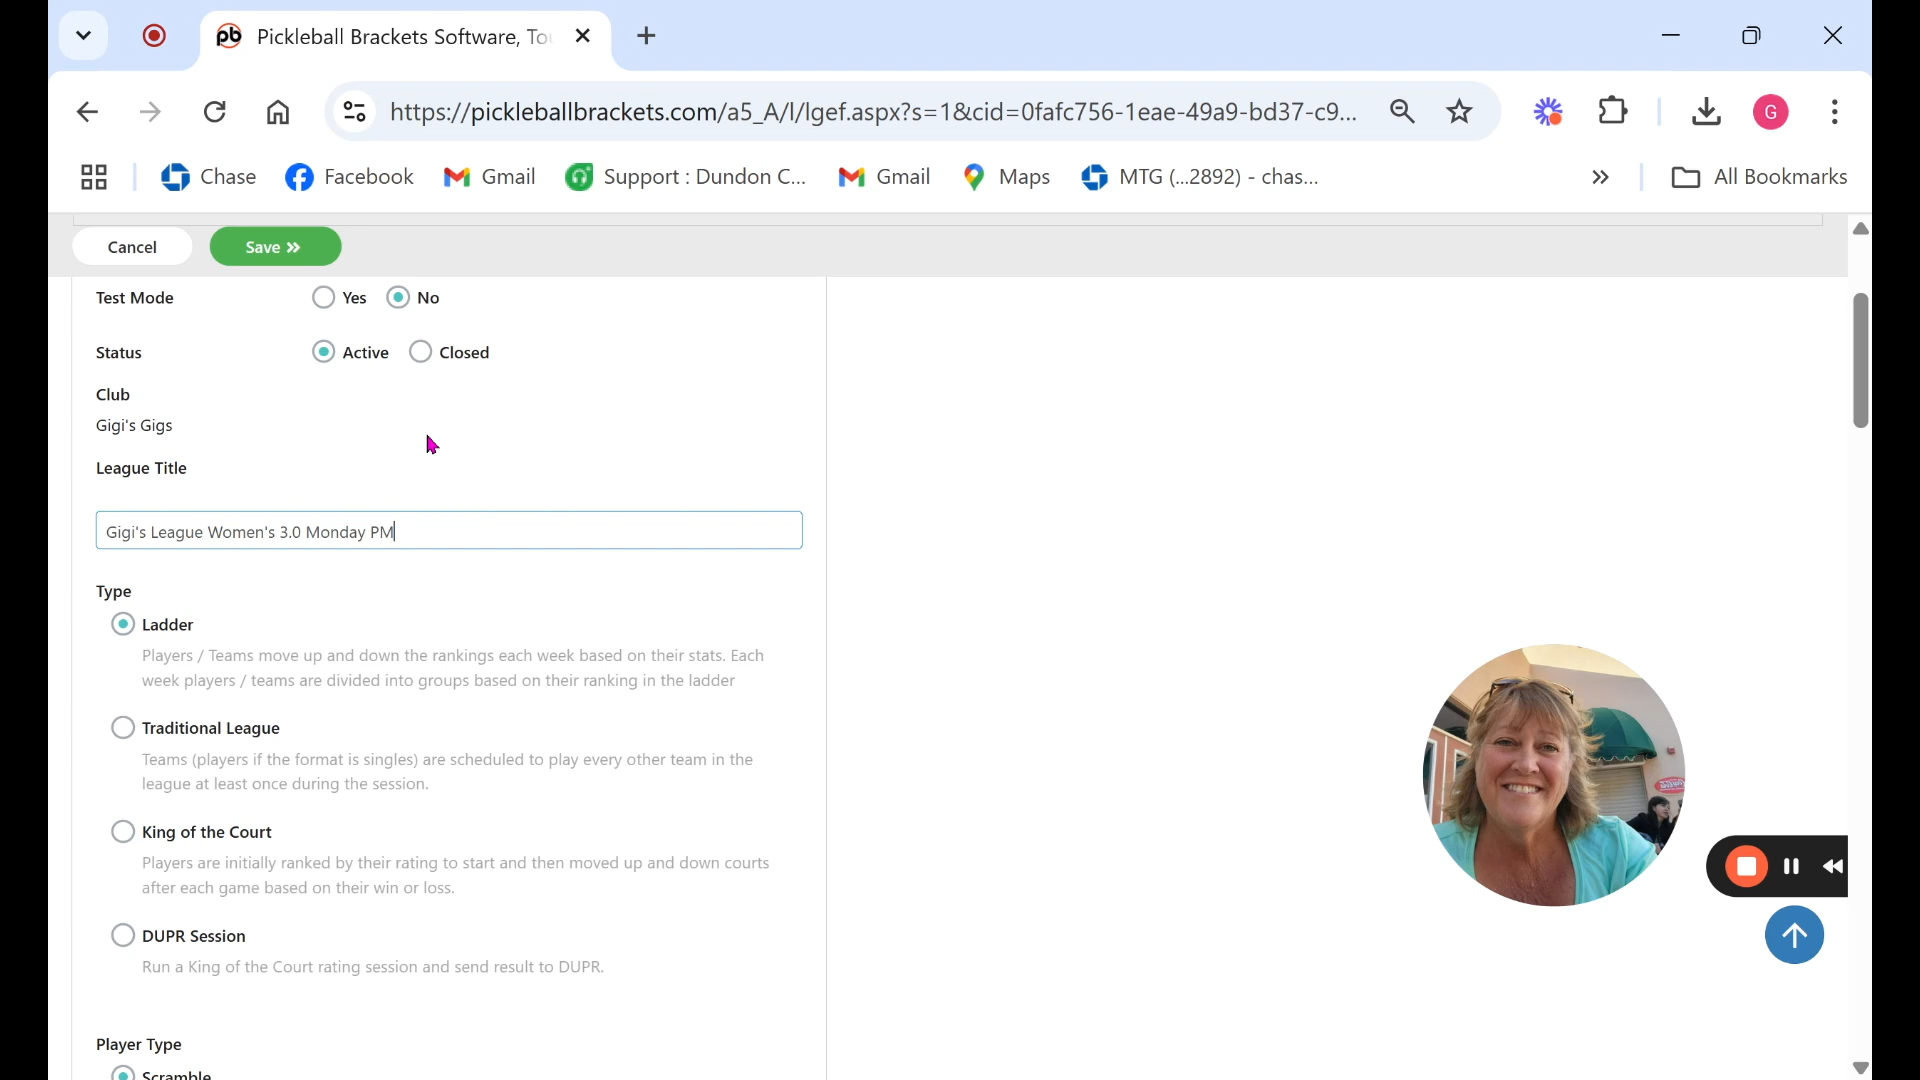 pb Pickleball Brackets Software, Tou
https://pickleballbrackets.com/a5_A/l/lgef.aspx?s=1&cid=0fafc756-1eae-49a9-bd37-c9... G
Chase Facebook Gmail Support : Dundon C... Gmail Maps MTG (...2892) - chas... » All Bookmarks
Cancel Save »
Test Mode Yes No
Status Active Closed
Club
Gigi's Gigs
League Title
Gigi's League Women's 3.0 Monday PM
Type
Ladder
Players / Teams move up and down the rankings each week based on their stats. Each
week players / teams are divided into groups based on their ranking in the ladder
Traditional League
Teams (players if the format is singles) are scheduled to play every other team in the
league at least once during the session.
King of the Court
Players are initially ranked by their rating to start and then moved up and down courts
after each game based on their win or loss.
DUPR Session
Run a King of the Court rating session and send result to DUPR.
Player Type
Scramble